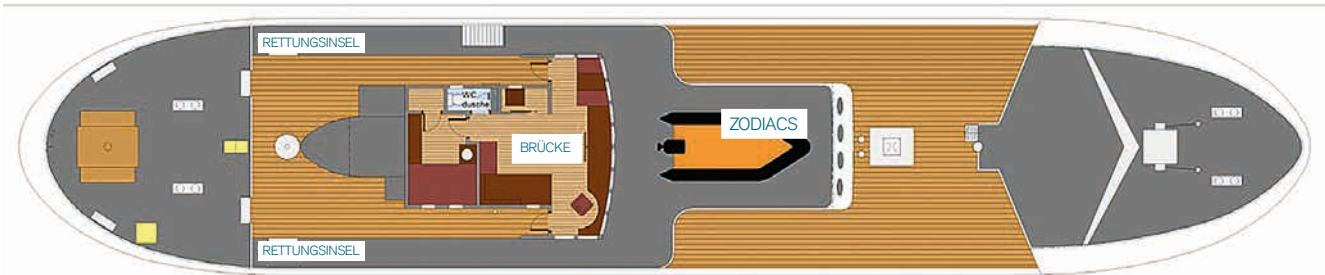 RETTUNGSINSEL
WC
dusche
BRÜCKE
ZODIACS
RETTUNGSINSEL